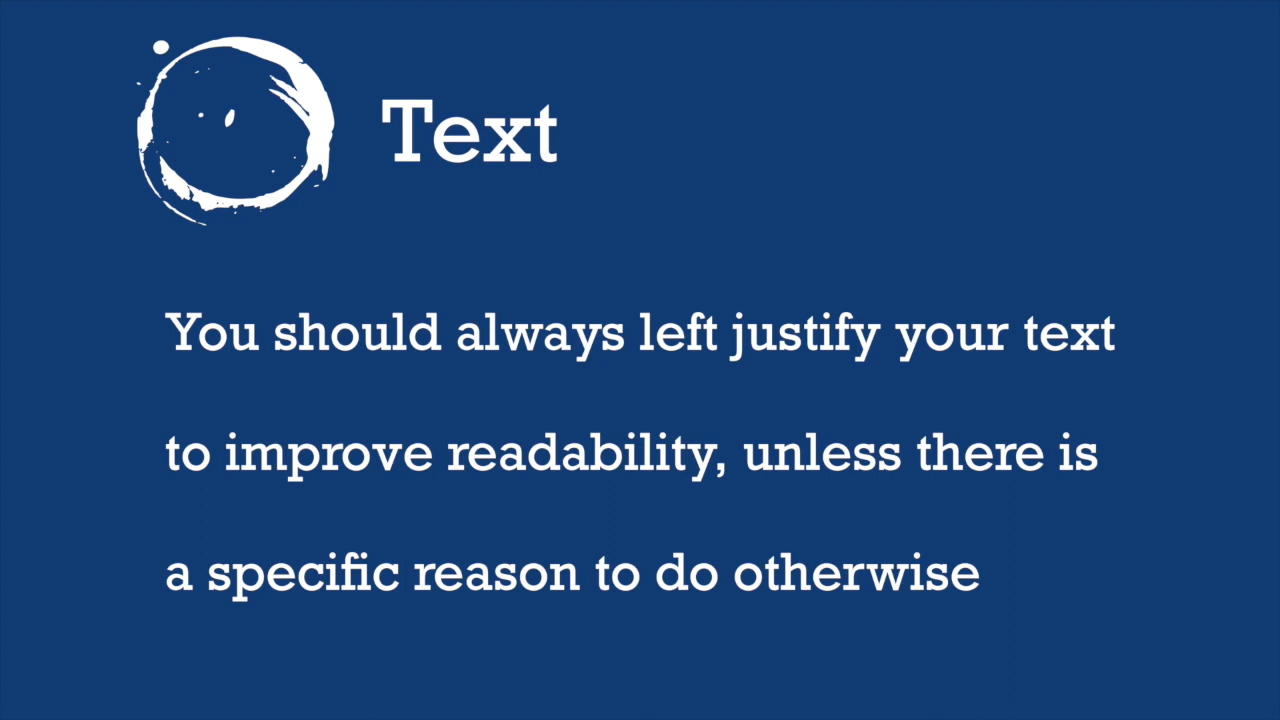 Text
You should always left justify your text
to improve readability, unless there is
a specific reason to do otherwise